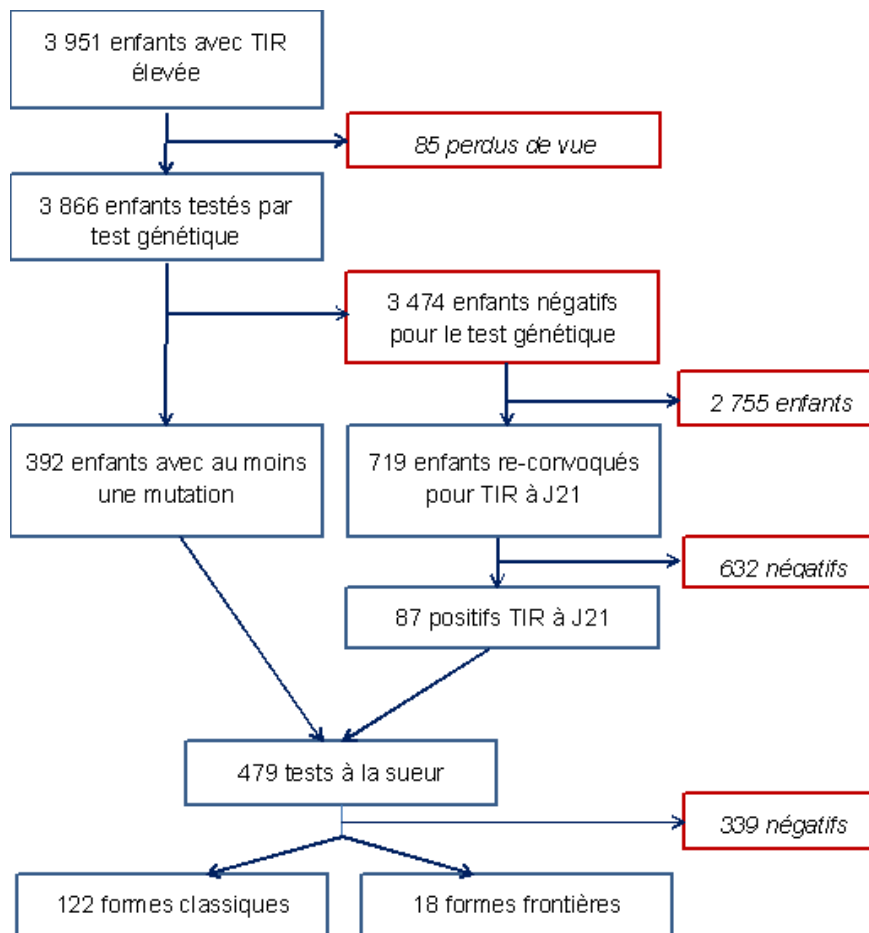 3 951 enfants avec TIR
élevée
85 perdus de vue
3 866 enfants testés par
test génétique
3 474 enfants négatifs
pour le test génétique
2 755 enfants
392 enfants avec au moins
une mutation
719 enfants re-convoqués
pour TIR à J21
632 négatifs
87 positifs TIR à J21
479 tests à la sueur
339 négatifs
122 formes classiques
18 formes frontières